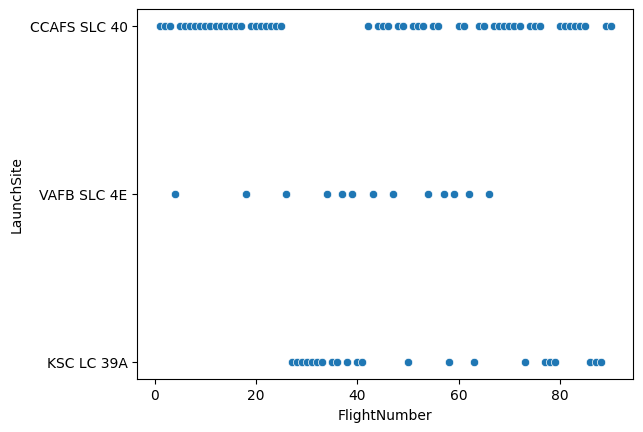 CCAFS SLC 40
VAFB SLC 4E
KSC LC 39A
LaunchSite
0 20 40 60 80
FlightNumber